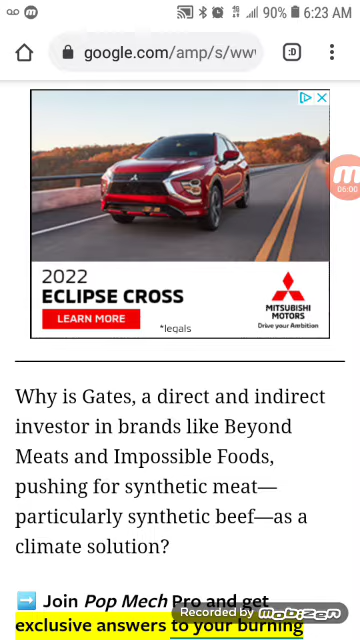 90% 6:23 AM
google.com/amp/s/ww
:D
06:00
2022
ECLIPSE CROSS
LEARN MORE
*legals
MITSUBISHI
MOTORS
Drive your Ambition
Why is Gates, a direct and indirect
investor in brands like Beyond
Meats and Impossible Foods,
pushing for synthetic meat—
particularly synthetic beef—as a
climate solution?
➡️ Join Pop Mech Pro and get
exclusive answers to your burning
Recorded by mobizen